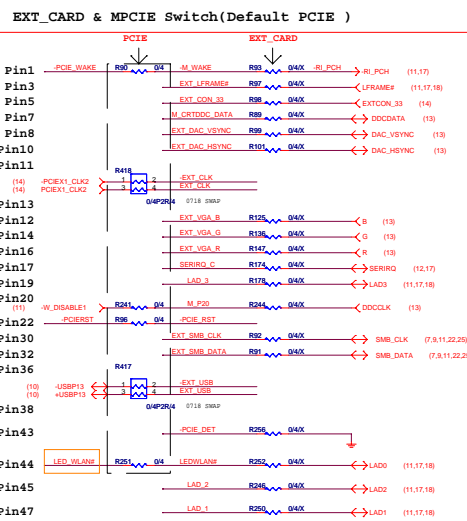 EXT_CARD & MPCIE Switch(Default PCIE )
PCIE EXT_CARD
Pin1 -PCIE_WAKE R90 0/4 -M_WAKE R93 0/4/X -RI_PCH -RI_PCH (11,17)
Pin3 EXT_LFRAME# R97 0/4/X LFRAME# (11,17,18)
Pin5 EXT_CON_33 R98 0/4/X EXTCON_33 (14)
Pin7 M_CRTDDC_DATA R89 0/4/X DDCDATA (13)
Pin8 EXT_DAC_VSYNC R99 0/4/X DAC_VSYNC (13)
Pin10 EXT_DAC_HSYNC R101 0/4/X DAC_HSYNC (13)
Pin11
R418
(14) -PCIEX1_CLK2 1 2 -EXT_CLK
(14) PCIEX1_CLK2 3 4 EXT_CLK
Pin13 0/4P2R/4 0718 SWAP
Pin12 EXT_VGA_B R125 0/4/X B (13)
Pin14 EXT_VGA_G R136 0/4/X G (13)
Pin16 EXT_VGA_R R147 0/4/X R (13)
Pin17 SERIRQ_C R174 0/4/X SERIRQ (12,17)
Pin19 LAD_3 R178 0/4/X LAD3 (11,17,18)
Pin20
(11) -W_DISABLE1 R241 0/4 M_P20 R244 0/4/X DDCCLK (13)
Pin22 -PCIERST R96 0/4 -PCIE_RST
Pin30 EXT_SMB_CLK R92 0/4/X SMB_CLK (7,9,11,22,25)
Pin32 EXT_SMB_DATA R91 0/4/X SMB_DATA (7,9,11,22,25
Pin36
R417
(10) -USBP13 1 2 -EXT_USB
(10) +USBP13 3 4 EXT_USB
Pin38 0/4P2R/4 0718 SWAP
Pin43 -PCIE_DET R256 0/4/X
Pin44 LED_WLAN# R251 0/4 LEDWLAN# R252 0/4/X LAD0 (11,17,18)
Pin45 LAD_2 R246 0/4/X LAD2 (11,17,18)
Pin47 LAD_1 R250 0/4/X LAD1 (11,17,18)